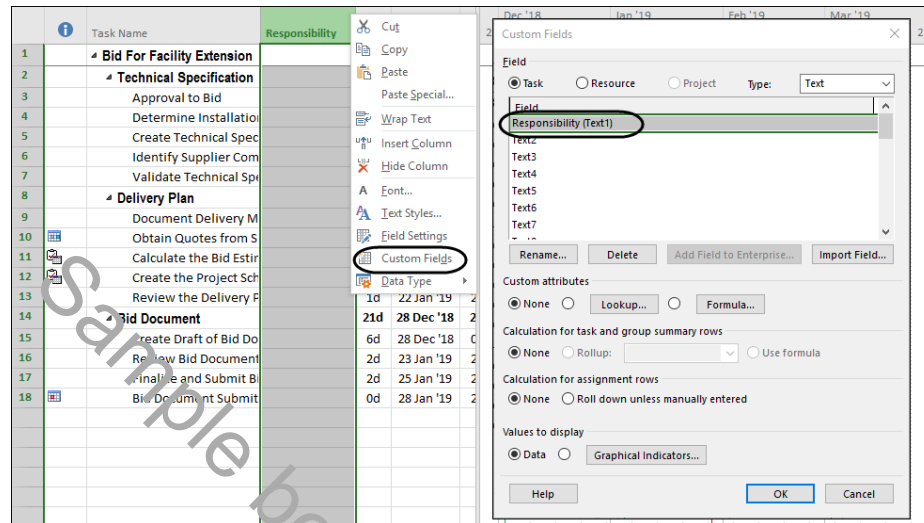 Dec '18 Jan '19 Feb '19 Mar '19
Task Name Responsibility
1 Bid For Facility Extension
2 Technical Specification
3 Approval to Bid
4 Determine Installation
5 Create Technical Spec
6 Identify Supplier Com
7 Validate Technical Spe
8 Delivery Plan
9 Document Delivery M
10 Obtain Quotes from S
11 Calculate the Bid Estir
12 Create the Project Sch
13 Review the Delivery P 1d 22 Jan '19 2
14 Bid Document 21d 28 Dec '18 2
15 Create Draft of Bid Do 6d 28 Dec '18
16 Review Bid Document 2d 23 Jan '19 2
17 Finalise and Submit Bi 2d 25 Jan '19 2
18 Bid Document Submit 0d 28 Jan '19 2
Cut
Copy
Paste
Paste Special...
Wrap Text
Insert Column
Hide Column
A Font...
Text Styles...
Field Settings
Custom Fields
Data Type
Custom Fields
Field
Task Resource Project Type: Text
Field
Responsibility (Text1)
Text2
Text3
Text4
Text5
Text6
Text7
Rename... Delete Add Field to Enterprise... Import Field...
Custom attributes
None Lookup... Formula...
Calculation for task and group summary rows
None Rollup: Use formula
Calculation for assignment rows
None Roll down unless manually entered
Values to display
Data Graphical Indicators...
Help OK Cancel
Sample